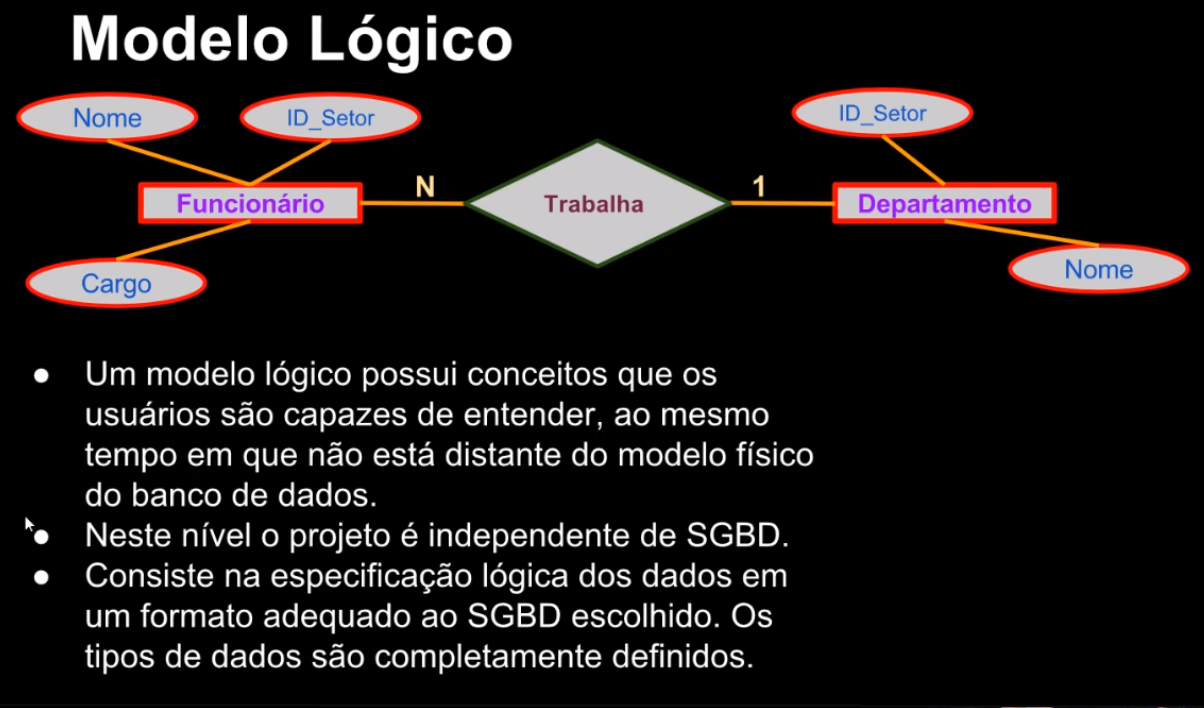 Modelo Lógico
Nome
ID_Setor
ID_Setor
Funcionário
N
Trabalha
1
Departamento
Cargo
Nome
● Um modelo lógico possui conceitos que os
usuários são capazes de entender, ao mesmo
tempo em que não está distante do modelo físico
do banco de dados.
● Neste nível o projeto é independente de SGBD.
● Consiste na especificação lógica dos dados em
um formato adequado ao SGBD escolhido. Os
tipos de dados são completamente definidos.